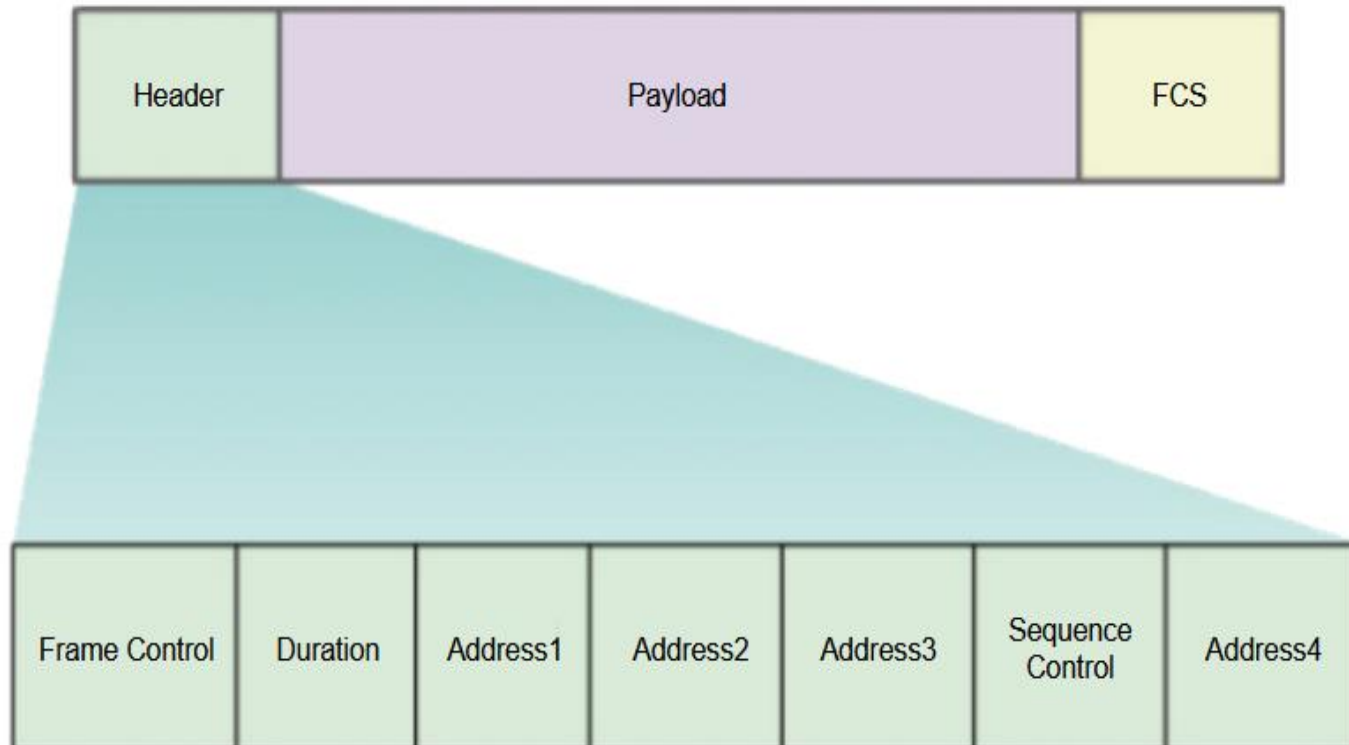 Header
Payload
FCS
Frame Control
Duration
Address1
Address2
Address3
Sequence
Control
Address4